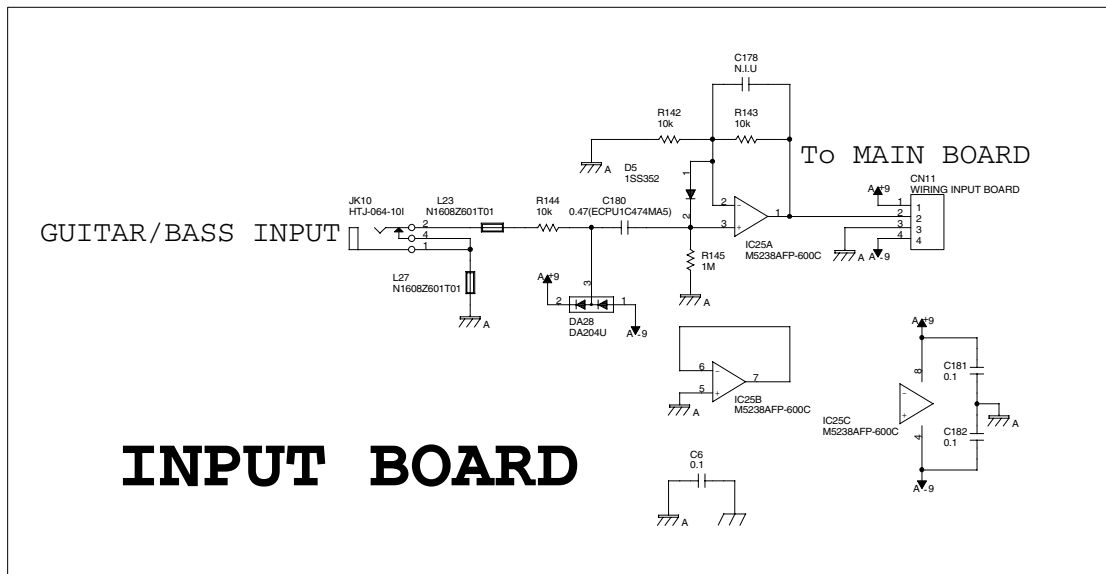 C178
N.I.U
R142
10k
R143
10k
A
To MAIN BOARD
D5
1SS352
1
2
CN11
WIRING INPUT BOARD
A +9
1
2
3
4
1
2
3
4
A
A -9
JK10
HTJ-064-10I
L23
N1608Z601T01
R144
10k
C180
0.47(ECPU1C474MA5)
GUITAR/BASS INPUT
2
4
1
2
3
1
IC25A
M5238AFP-600C
R145
1M
A
L27
N1608Z601T01
A
A +9
3
2
1
DA28
DA204U
A -9
6
5
7
A
IC25B
M5238AFP-600C
A +9
8
C181
0.1
IC25C
M5238AFP-600C
A
C182
0.1
4
A -9
INPUT BOARD
C6
0.1
A